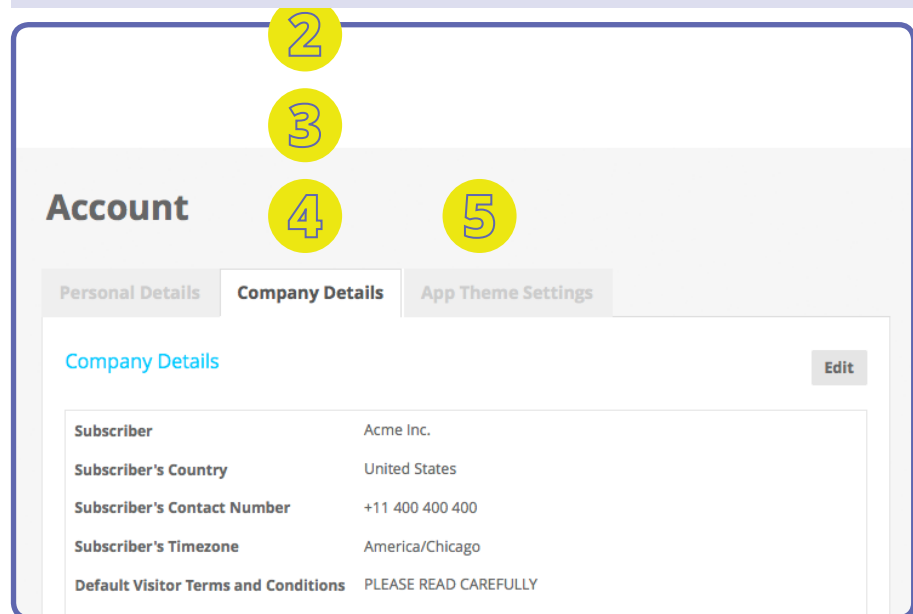 2
3
Account
4
5
Personal Details Company Details App Theme Settings
Company Details
Edit
Subscriber Acme Inc.
Subscriber's Country United States
Subscriber's Contact Number +11 400 400 400
Subscriber's Timezone America/Chicago
Default Visitor Terms and Conditions PLEASE READ CAREFULLY